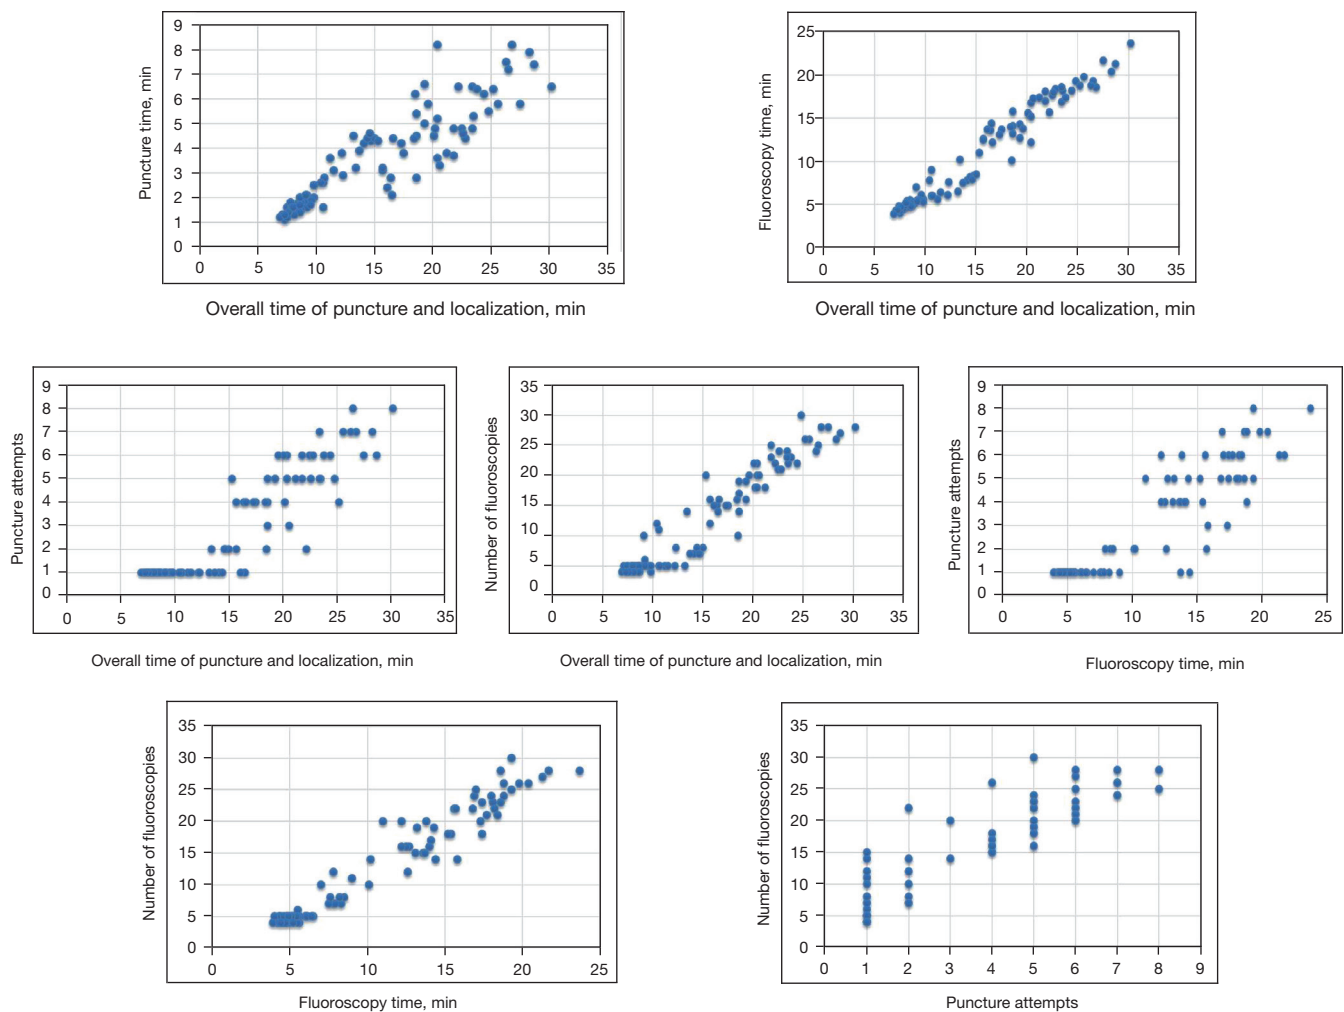 9
8
7
6
5
4
3
2
1
0
Puncture time, min
0 5 10 15 20 25 30 35
Overall time of puncture and localization, min
25
20
15
10
5
0
Fluoroscopy time, min
0 5 10 15 20 25 30 35
Overall time of puncture and localization, min
9
8
7
6
5
4
3
2
1
0
Puncture attempts
0 5 10 15 20 25 30 35
Overall time of puncture and localization, min
35
30
25
20
15
10
5
0
Number of fluoroscopies
0 5 10 15 20 25 30 35
Overall time of puncture and localization, min
9
8
7
6
5
4
3
2
1
0
Puncture attempts
0 5 10 15 20 25
Fluoroscopy time, min
35
30
25
20
15
10
5
0
Number of fluoroscopies
0 5 10 15 20 25
Fluoroscopy time, min
35
30
25
20
15
10
5
0
Number of fluoroscopies
0 1 2 3 4 5 6 7 8 9
Puncture attempts